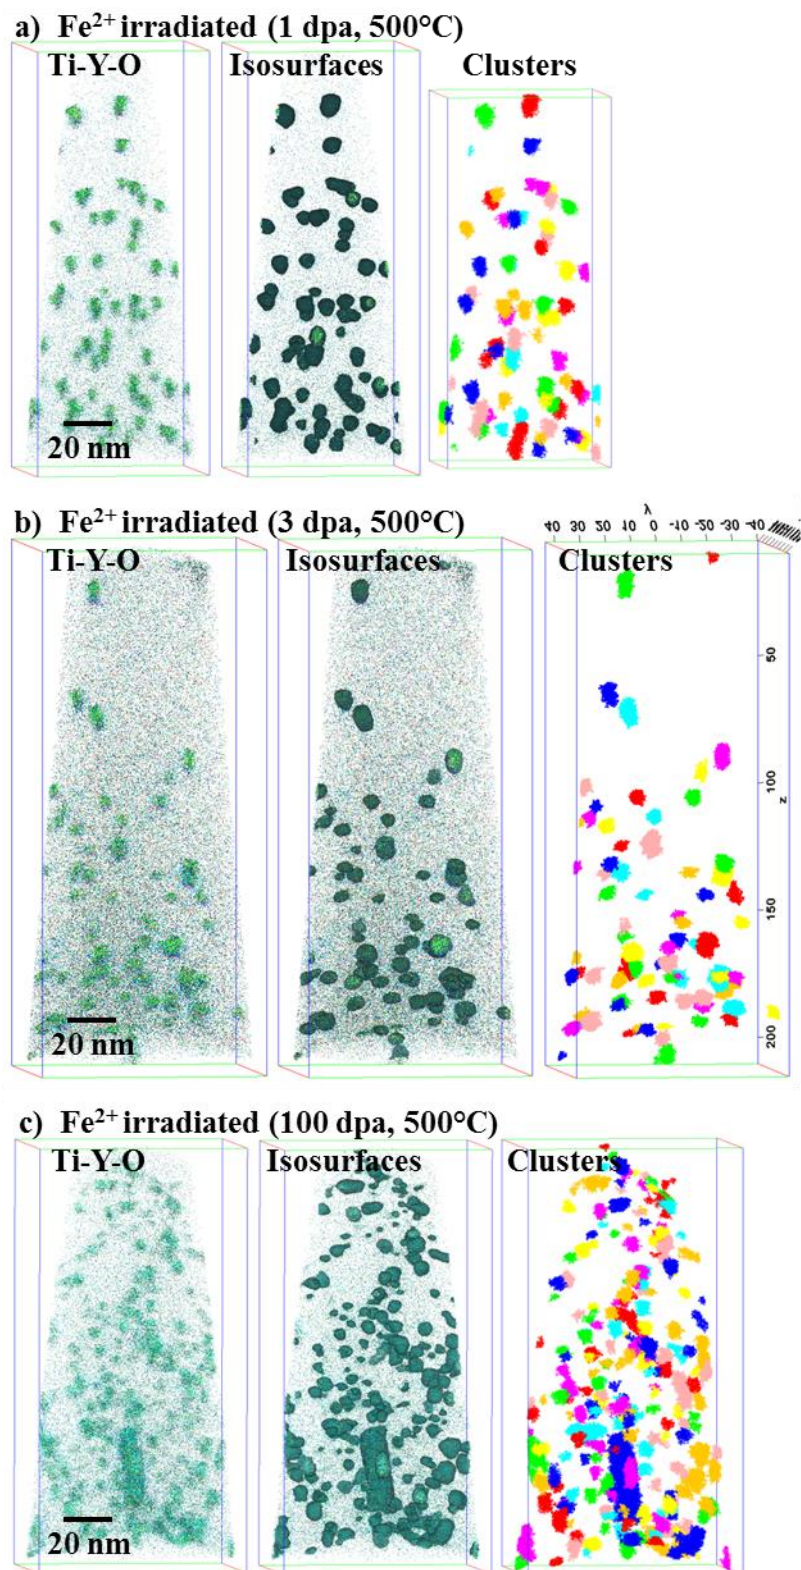 a) Fe²⁺ irradiated (1 dpa, 500°C)
Ti-Y-O Isosurfaces Clusters
20 nm
b) Fe²⁺ irradiated (3 dpa, 500°C)
40 30 20 10 0 -10 -20 -30 -40
Y
Ti-Y-O Isosurfaces Clusters
50
100
z
150
200
20 nm
c) Fe²⁺ irradiated (100 dpa, 500°C)
Ti-Y-O Isosurfaces Clusters
20 nm